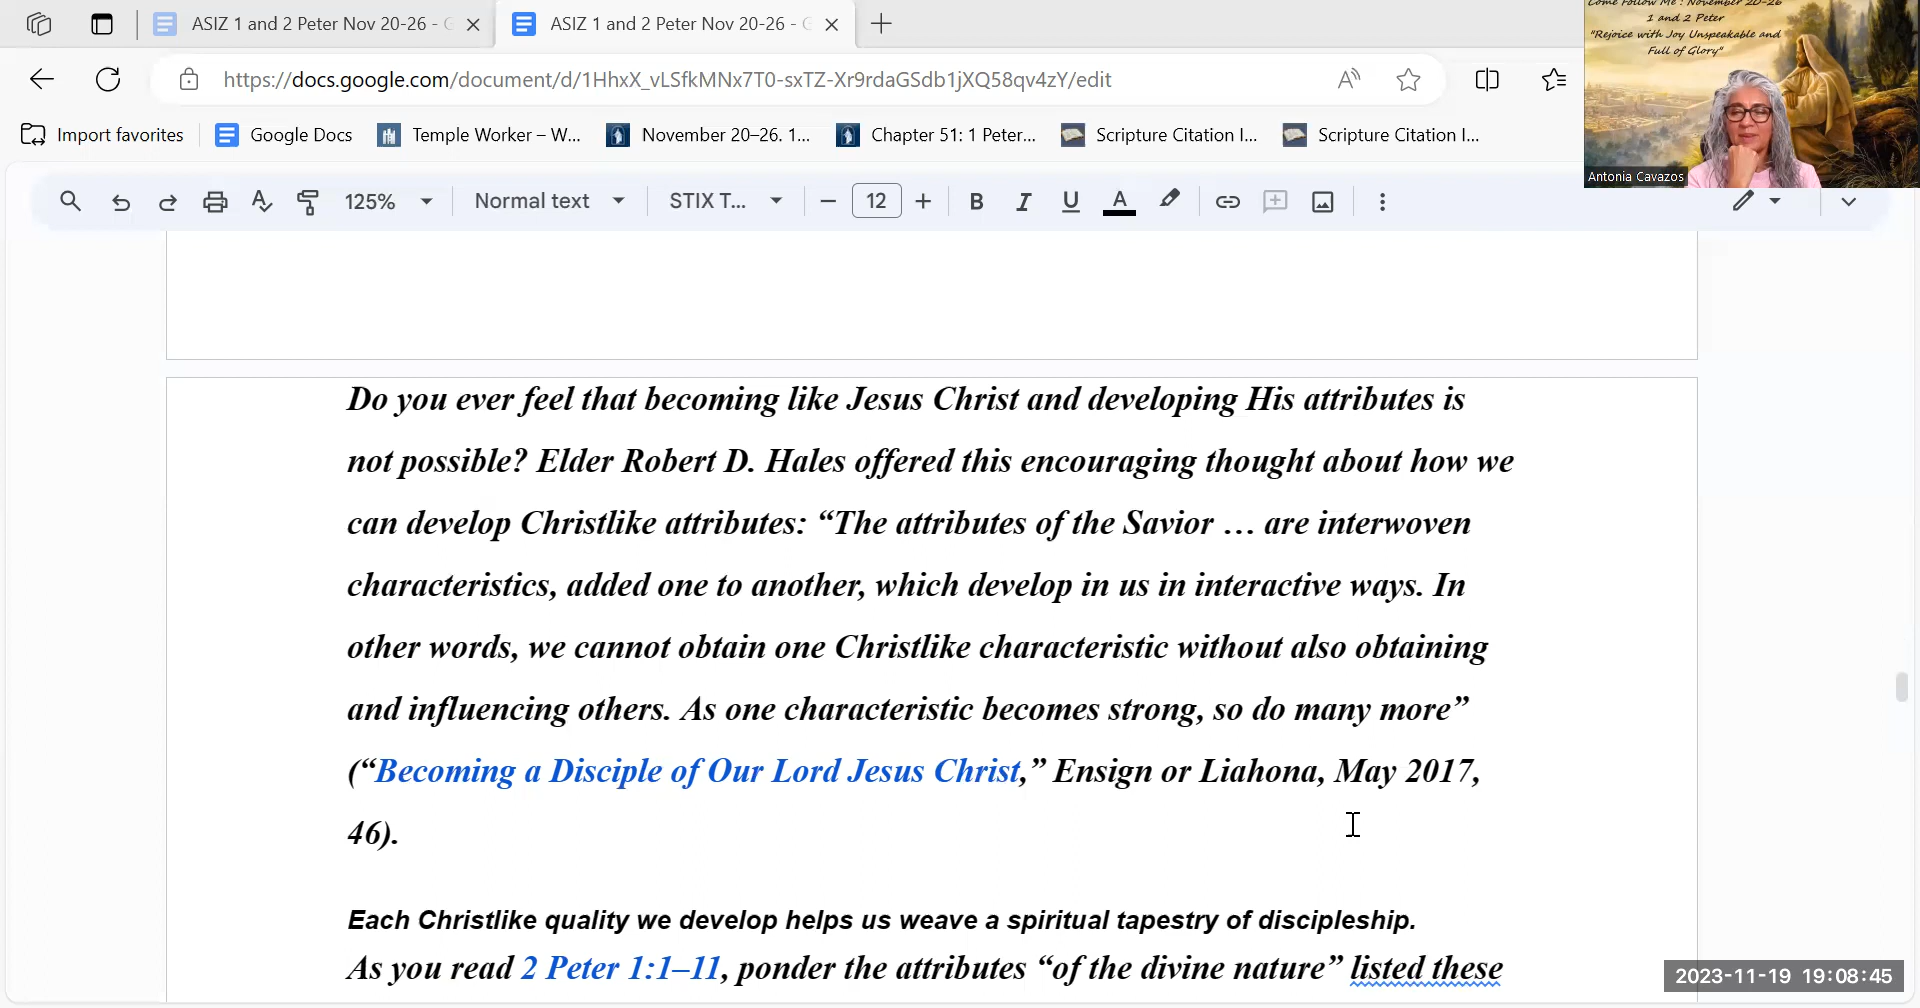 ASIZ 1 and 2 Peter Nov 20-26 - G
ASIZ 1 and 2 Peter Nov 20-26 - G
Come Follow Me : November 20-26
1 and 2 Peter
"Rejoice with Joy Unspeakable and
Full of Glory"
Antonia Cavazos
https://docs.google.com/document/d/1HhxX_vLSfkMNx7T0-sxTZ-Xr9rdaGSdb1jXQ58qv4zY/edit
Import favorites
Google Docs
Temple Worker – W...
November 20–26. 1...
Chapter 51: 1 Peter...
Scripture Citation I...
Scripture Citation I...
125%
Normal text
STIX T...
12
B I U A
Do you ever feel that becoming like Jesus Christ and developing His attributes is
not possible? Elder Robert D. Hales offered this encouraging thought about how we
can develop Christlike attributes: “The attributes of the Savior … are interwoven
characteristics, added one to another, which develop in us in interactive ways. In
other words, we cannot obtain one Christlike characteristic without also obtaining
and influencing others. As one characteristic becomes strong, so do many more”
(“Becoming a Disciple of Our Lord Jesus Christ,” Ensign or Liahona, May 2017,
46).
Each Christlike quality we develop helps us weave a spiritual tapestry of discipleship.
As you read 2 Peter 1:1–11, ponder the attributes “of the divine nature” listed these
2023-11-19 19:08:45